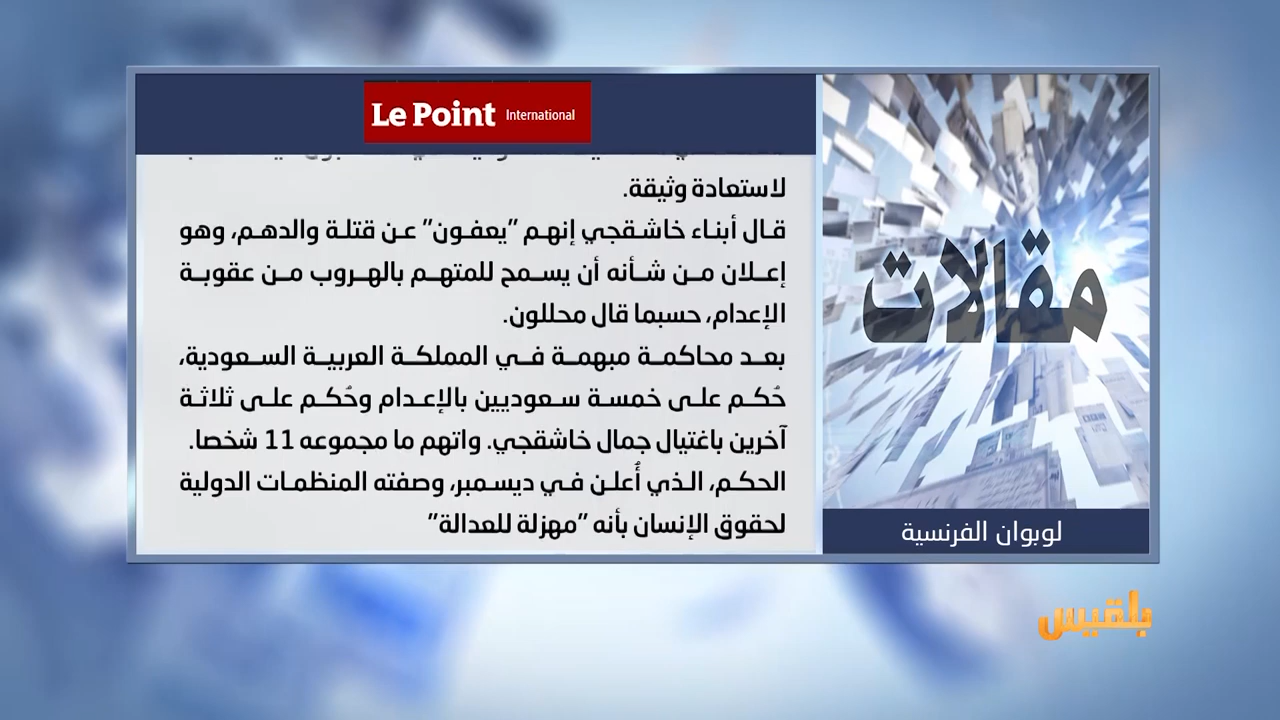 Le Point International
لاستعادة وثيقة.
قال أبناء خاشقجي إنهم "يعفون" عن قتلة والدهم، وهو
إعلان من شأنه أن يسمح للمتهم بالهروب من عقوبة
الإعدام، حسبما قال محللون.
بعد محاكمة مبهمة في المملكة العربية السعودية،
حُكم على خمسة سعوديين بالإعدام وحُكم على ثلاثة
آخرين باغتيال جمال خاشقجي. واتهم ما مجموعه 11 شخصا.
الحكم، الذي أُعلن في ديسمبر، وصفته المنظمات الدولية
لحقوق الإنسان بأنه "مهزلة للعدالة"
مقالات
لوبوان الفرنسية
بلقيس